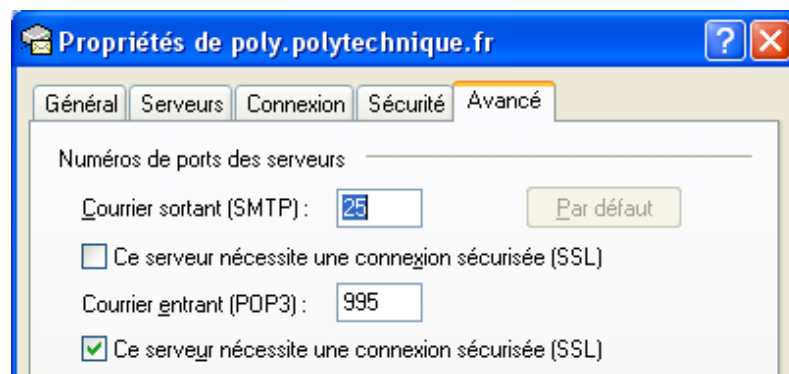 Propriétés de poly.polytechnique.fr
Général Serveurs Connexion Sécurité Avancé
Numéros de ports des serveurs
Courrier sortant (SMTP) : 25 Par défaut
Ce serveur nécessite une connexion sécurisée (SSL)
Courrier entrant (POP3) : 995
Ce serveur nécessite une connexion sécurisée (SSL)